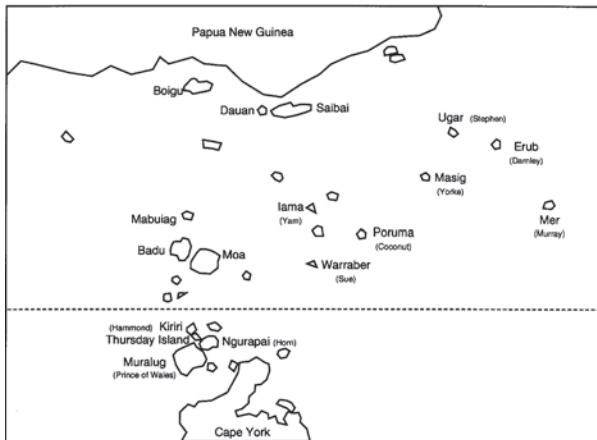 Papua New Guinea
Boigu
Dauan
Saibai
Ugar (Stephen)
Erub
(Darnley)
Masig
(Yorke)
Iama
(Yam)
Mabuiag
Mer
(Murray)
Poruma
(Coconut)
Badu
Moa
Warraber
(Sue)
(Hammond) Kiriri
Thursday Island
Ngurapai (Horn)
Muralug
(Prince of Wales)
Cape York